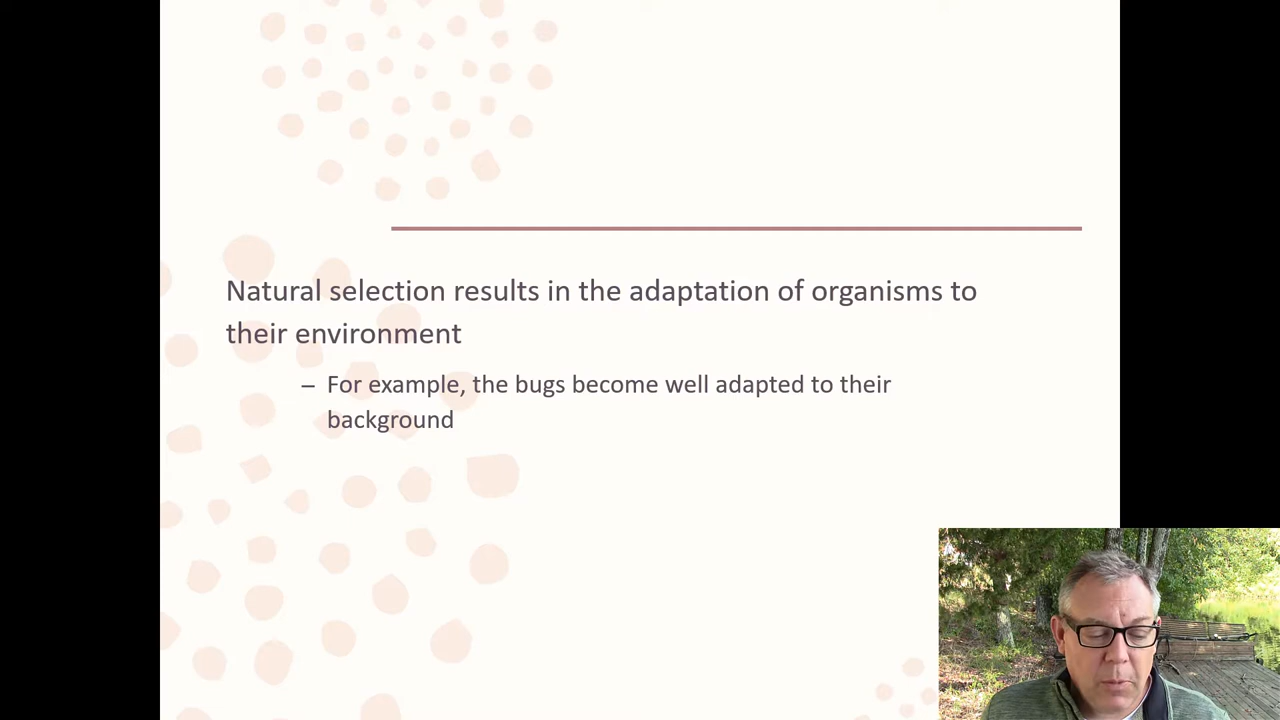 Natural selection results in the adaptation of organisms to
their environment
– For example, the bugs become well adapted to their
background